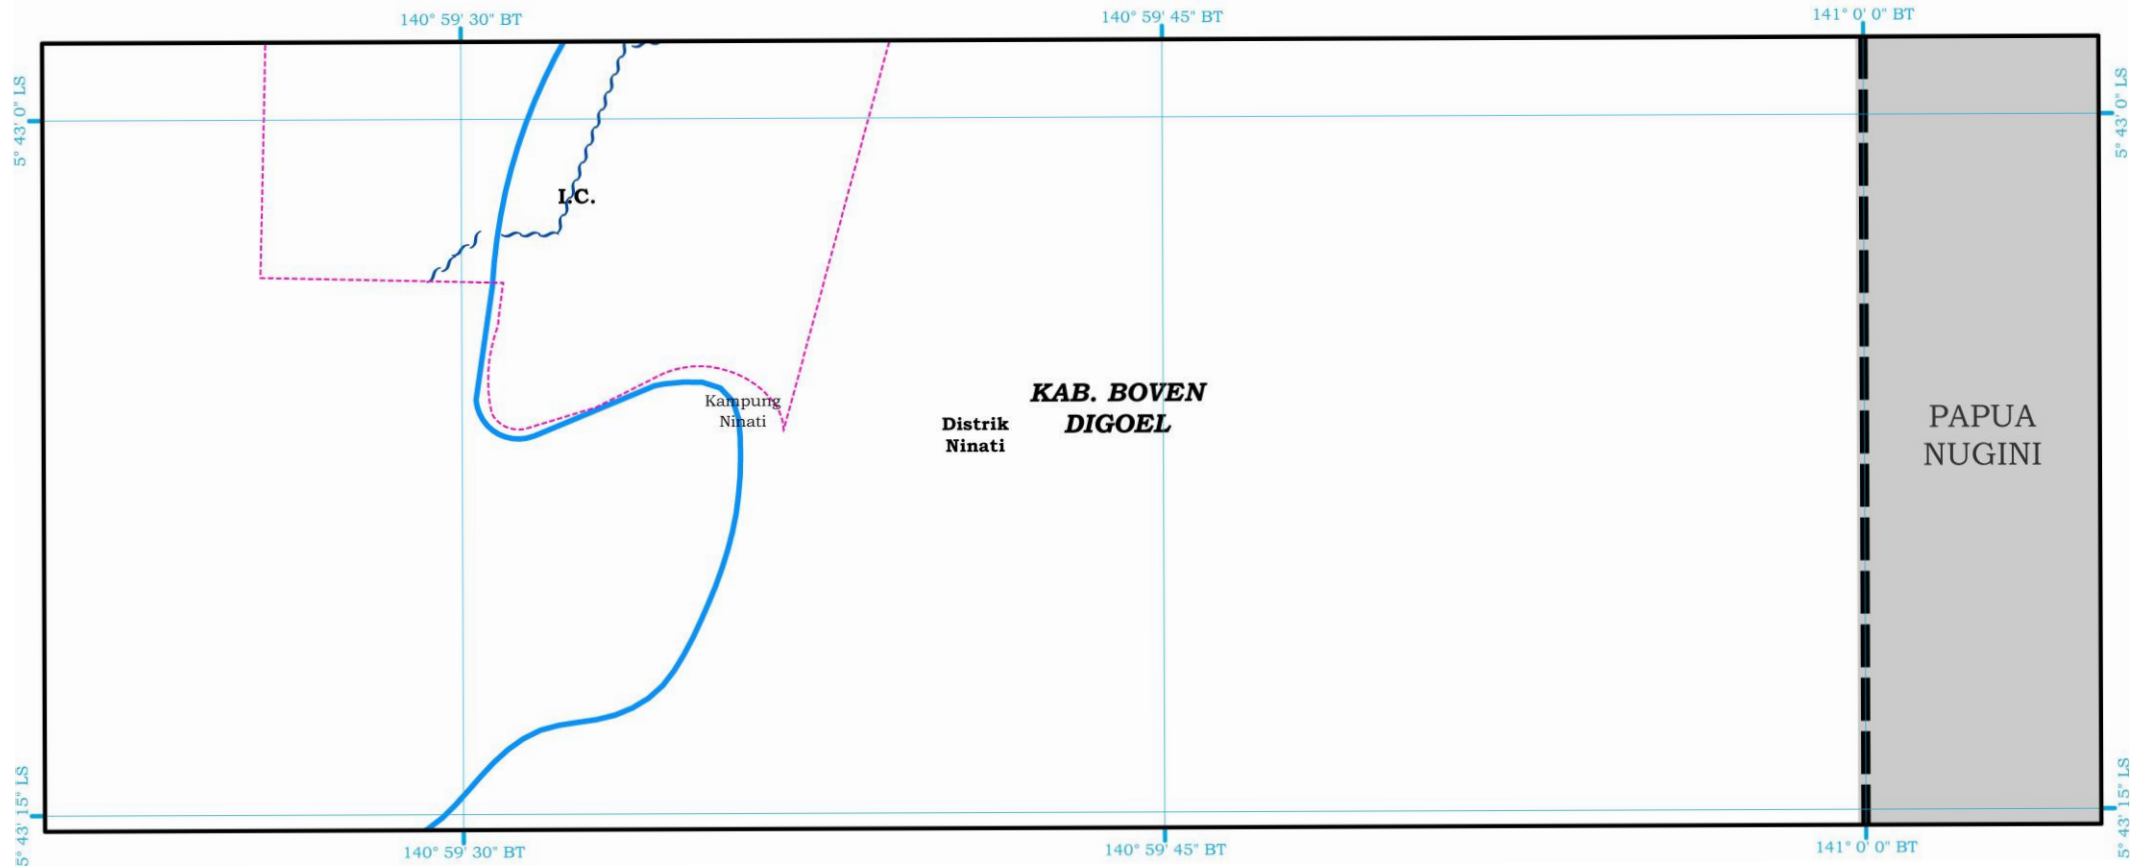 140° 59' 30" BT
140° 59' 45" BT
141° 0' 0" BT
5° 43' 0" LS
5° 43' 0" LS
I.C.
KAB. BOVEN
DIGOEL
Kampung
Ninati
Distrik
Ninati
PAPUA
NUGINI
5° 43' 15" LS
5° 43' 15" LS
140° 59' 30" BT
140° 59' 45" BT
141° 0' 0" BT